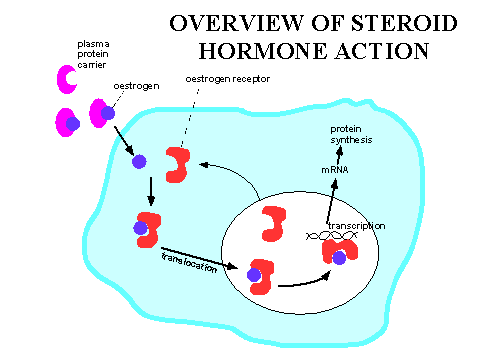 OVERVIEW OF STEROID
HORMONE ACTION
plasma
protein
carrier
oestrogen
oestrogen receptor
protein
synthesis
mRNA
transcription
translocation